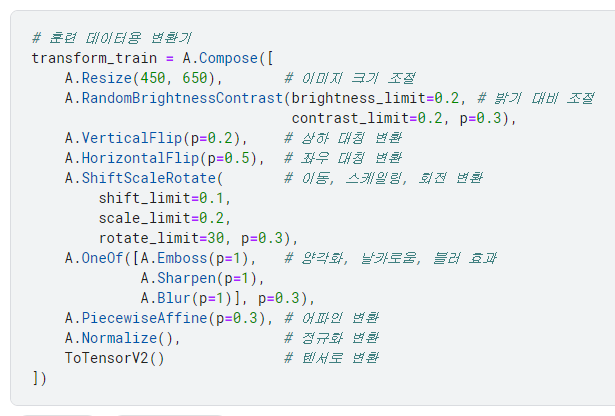 # 훈련 데이터용 변환기
transform_train = A.Compose([
    A.Resize(450, 650),       # 이미지 크기 조절
    A.RandomBrightnessContrast(brightness_limit=0.2, # 밝기 대비 조절
                               contrast_limit=0.2, p=0.3),
    A.VerticalFlip(p=0.2),    # 상하 대칭 변환
    A.HorizontalFlip(p=0.5),  # 좌우 대칭 변환
    A.ShiftScaleRotate(       # 이동, 스케일링, 회전 변환
        shift_limit=0.1,
        scale_limit=0.2,
        rotate_limit=30, p=0.3),
    A.OneOf([A.Emboss(p=1),   # 양각화, 날카로움, 블러 효과
             A.Sharpen(p=1),
             A.Blur(p=1)], p=0.3),
    A.PiecewiseAffine(p=0.3), # 어파인 변환
    A.Normalize(),            # 정규화 변환
    ToTensorV2()              # 텐서로 변환
])